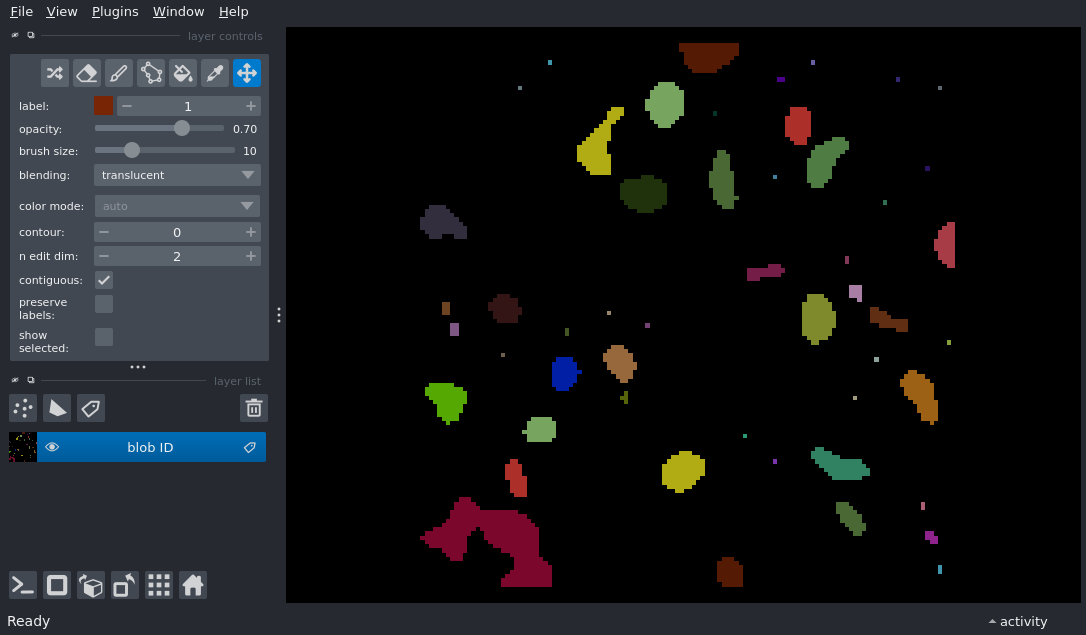 File View Plugins Window Help
layer controls
label: 1
opacity: 0.70
brush size: 10
blending: translucent
color mode: auto
contour: 0
n edit dim: 2
contiguous:
preserve
labels:
show
selected:
layer list
blob ID
Ready
activity